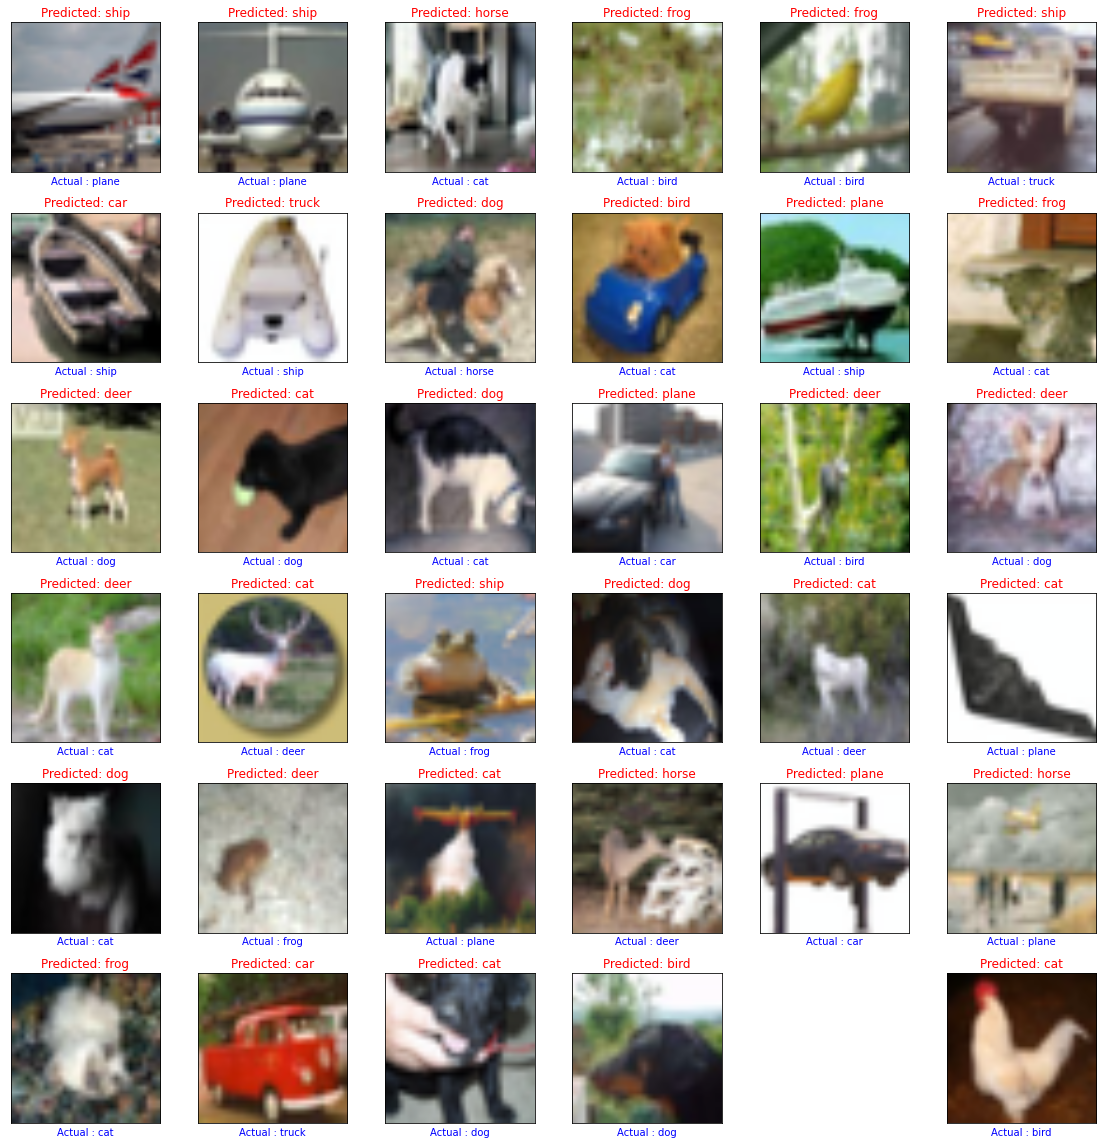 Predicted: ship
Predicted: ship
Predicted: horse
Predicted: frog
Predicted: frog
Predicted: ship
Actual : plane
Actual : plane
Actual : cat
Actual : bird
Actual : bird
Actual : truck
Predicted: car
Predicted: truck
Predicted: dog
Predicted: bird
Predicted: plane
Predicted: frog
Actual : ship
Actual : ship
Actual : horse
Actual : cat
Actual : ship
Actual : cat
Predicted: deer
Predicted: cat
Predicted: dog
Predicted: plane
Predicted: deer
Predicted: deer
Actual : dog
Actual : dog
Actual : cat
Actual : car
Actual : bird
Actual : dog
Predicted: deer
Predicted: cat
Predicted: ship
Predicted: dog
Predicted: cat
Predicted: cat
Actual : cat
Actual : deer
Actual : frog
Actual : cat
Actual : deer
Actual : plane
Predicted: dog
Predicted: deer
Predicted: cat
Predicted: horse
Predicted: plane
Predicted: horse
Actual : cat
Actual : frog
Actual : plane
Actual : deer
Actual : car
Actual : plane
Predicted: frog
Predicted: car
Predicted: cat
Predicted: bird
Predicted: cat
Actual : cat
Actual : truck
Actual : dog
Actual : dog
Actual : bird